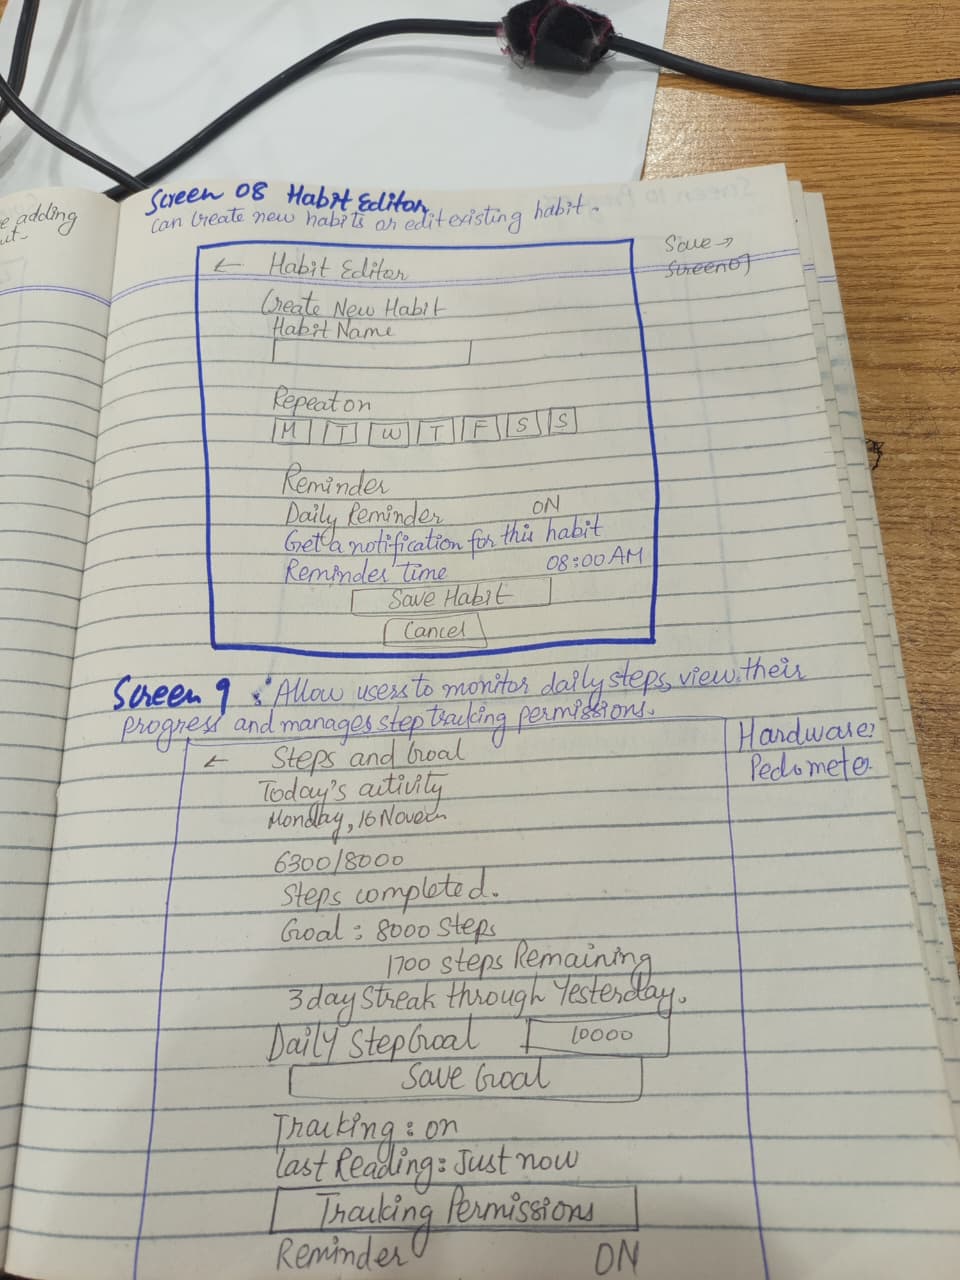 e adding
ut
Screen 08 Habit Editor
can Create new habits or edit existing habit.
Save →
Screen 07
← Habit Editor
Create New Habit
Habit Name
Repeat on
M T W T F S S
Reminder
Daily Reminder ON
Get a notification for this habit
Reminder time 08:00 AM
Save Habit
Cancel
Screen 9 : Allow users to monitor daily steps, view their
progress and manages step tracking permissions.
Hardware:
Pedometer
← Steps and Goal
Today's activity
Monday, 16
6300/8000
Steps completed.
Goal : 8000 Steps
1700 steps Remaining
3 day Streak through Yesterday.
Daily Step Goal 10000
Save Goal
Tracking : on
last Reading : Just now
Tracking Permissions
Reminder ON